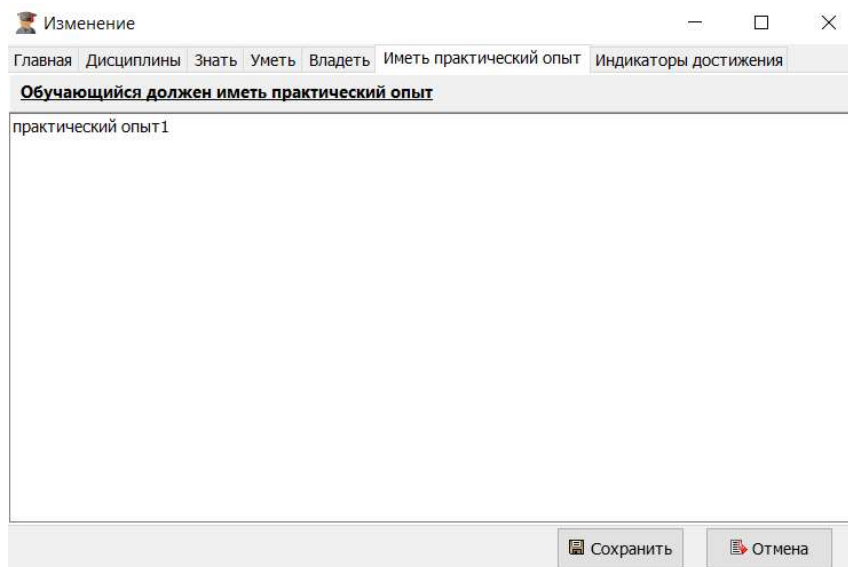 Изменение
Главная Дисциплины Знать Уметь Владеть Иметь практический опыт Индикаторы достижения
Обучающийся должен иметь практический опыт
практический опыт1
Сохранить Отмена